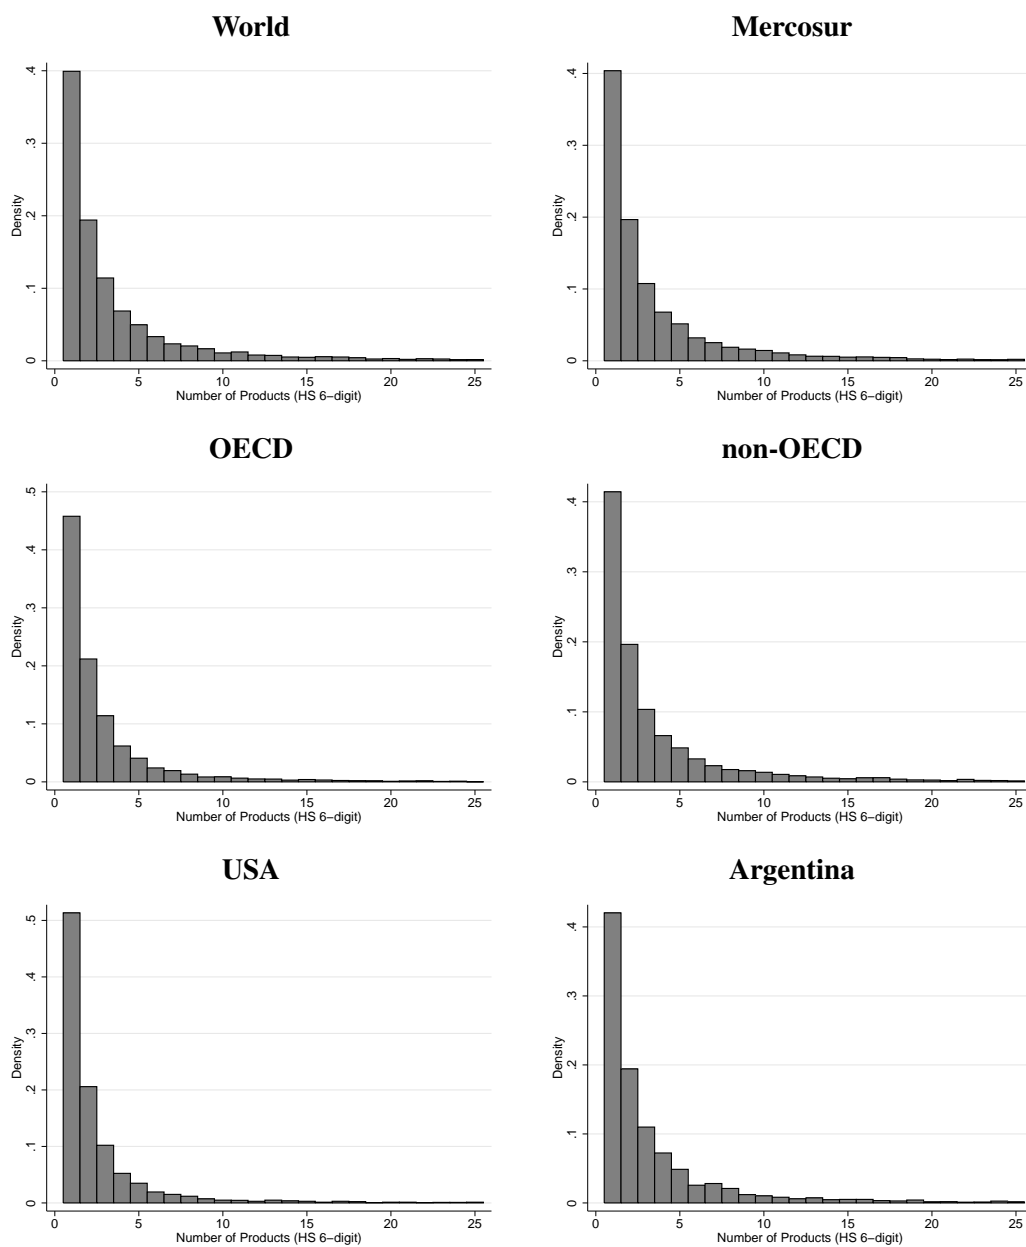 World
Density
.4
.3
.2
.1
0
0 5 10 15 20 25
Number of Products (HS 6−digit)
Mercosur
Density
.4
.3
.2
.1
0
0 5 10 15 20 25
Number of Products (HS 6−digit)
OECD
Density
.5
.4
.3
.2
.1
0
0 5 10 15 20 25
Number of Products (HS 6−digit)
non-OECD
Density
.4
.3
.2
.1
0
0 5 10 15 20 25
Number of Products (HS 6−digit)
USA
Density
.5
.4
.3
.2
.1
0
0 5 10 15 20 25
Number of Products (HS 6−digit)
Argentina
Density
.4
.3
.2
.1
0
0 5 10 15 20 25
Number of Products (HS 6−digit)